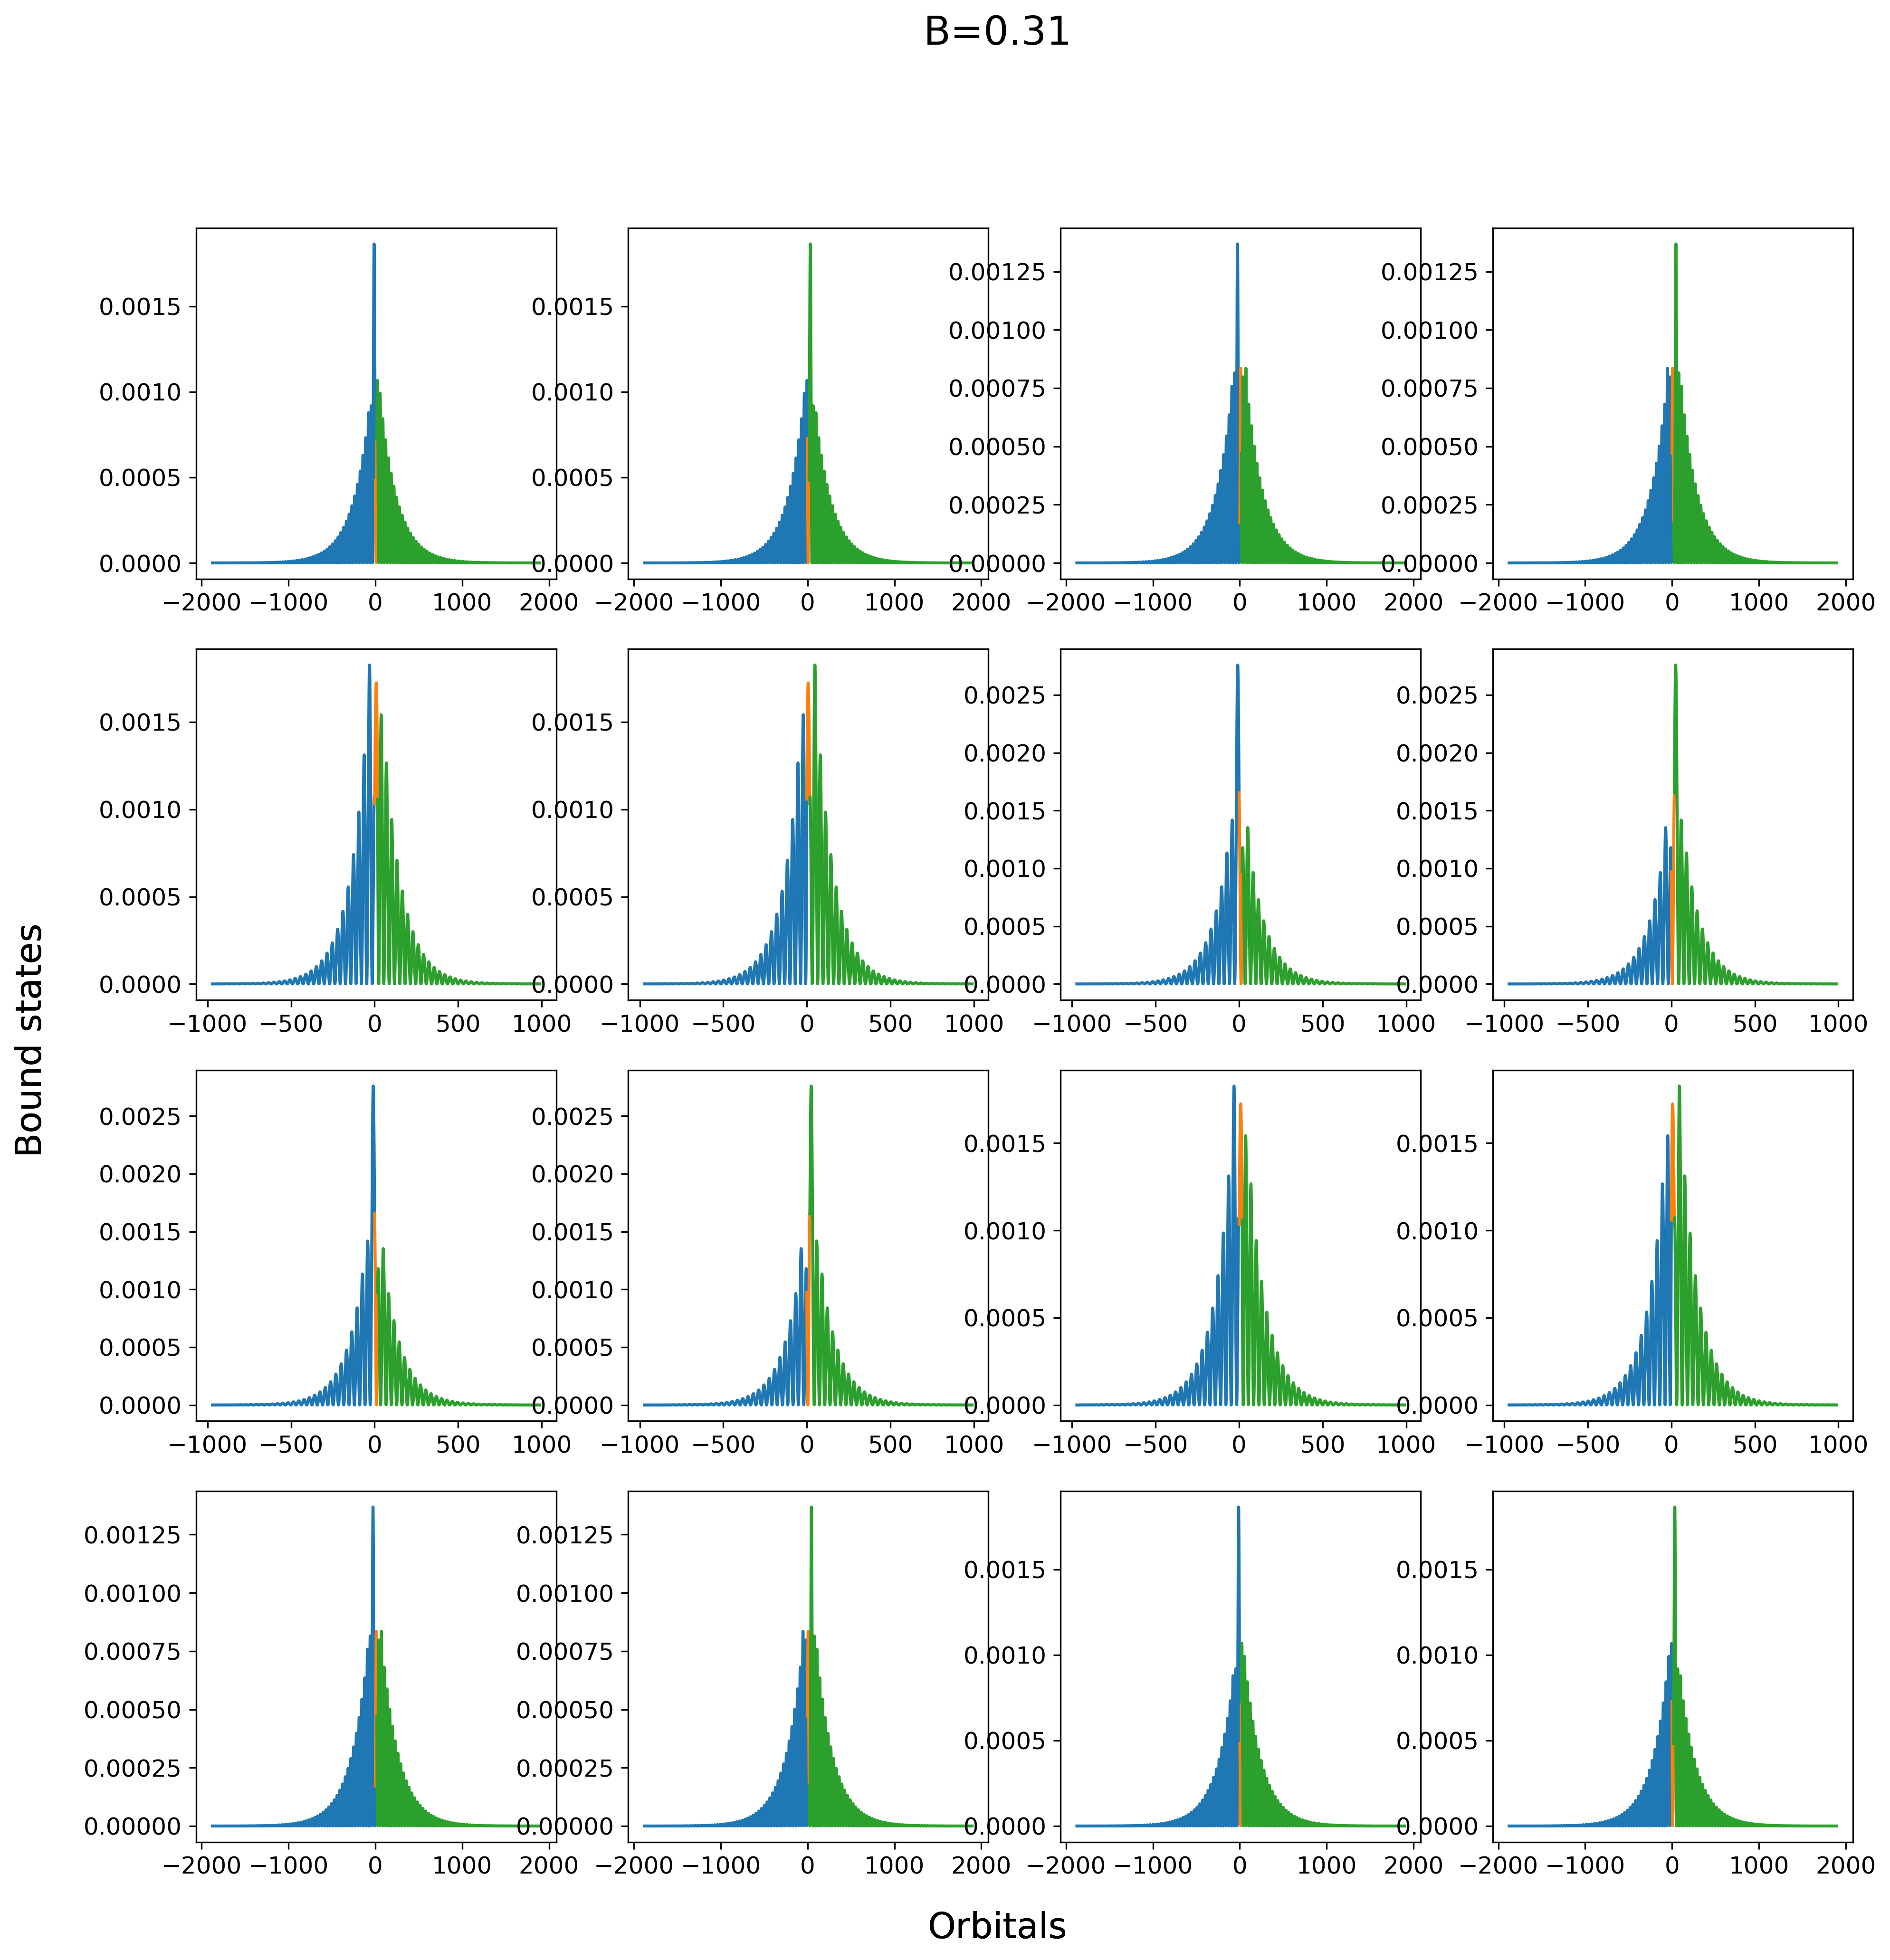 B=0.31
0.0015 0.0015 0.00125 0.00125
0.00100 0.00100
0.0010 0.0010 0.00075 0.00075
0.00050 0.00050
0.0005 0.0005 0.00025 0.00025
0.0000 0.0000 0.00000 0.00000
−2000 −1000 0 1000 2000 −2000 −1000 0 1000 2000 −2000 −1000 0 1000 2000 −2000 −1000 0 1000 2000
0.0025 0.0025
0.0015 0.0015 0.0020 0.0020
0.0010 0.0010 0.0015 0.0015
0.0010 0.0010
0.0005 0.0005 0.0005 0.0005
0.0000 0.0000 0.0000 0.0000
−1000 −500 0 500 1000 −1000 −500 0 500 1000 −1000 −500 0 500 1000 −1000 −500 0 500 1000
Bound states
0.0025 0.0025
0.0020 0.0020 0.0015 0.0015
0.0015 0.0015 0.0010 0.0010
0.0010 0.0010
0.0005 0.0005 0.0005 0.0005
0.0000 0.0000 0.0000 0.0000
−1000 −500 0 500 1000 −1000 −500 0 500 1000 −1000 −500 0 500 1000 −1000 −500 0 500 1000
0.00125 0.00125 0.0015 0.0015
0.00100 0.00100
0.00075 0.00075 0.0010 0.0010
0.00050 0.00050
0.00025 0.00025 0.0005 0.0005
0.00000 0.00000 0.0000 0.0000
−2000 −1000 0 1000 2000 −2000 −1000 0 1000 2000 −2000 −1000 0 1000 2000 −2000 −1000 0 1000 2000
Orbitals